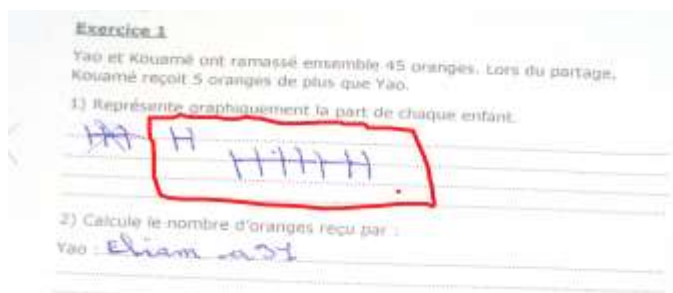 Exercice 1
Yao et Kouamé ont ramassé ensemble 45 oranges. Lors du partage,
Kouamé reçoit 5 oranges de plus que Yao.
1) Représente graphiquement la part de chaque enfant.
2) Calcule le nombre d'oranges reçu par :
Yao : Eliam a